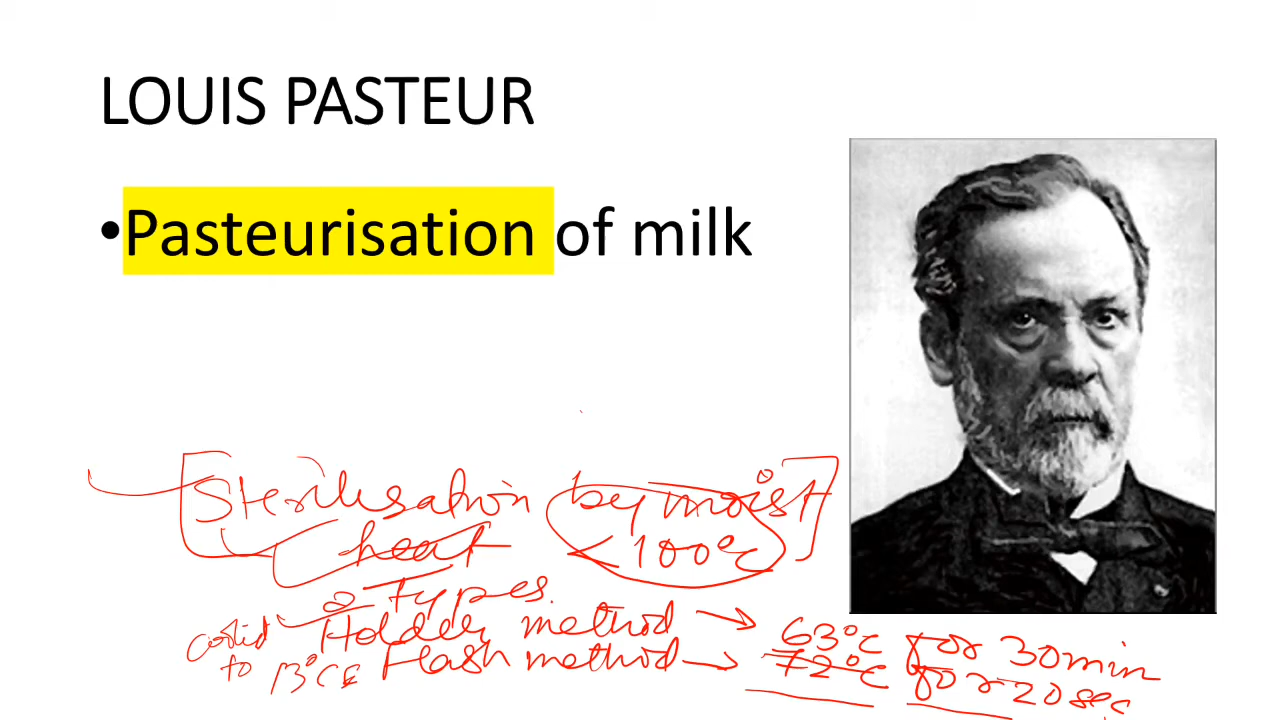 LOUIS PASTEUR
•Pasteurisation of milk
Sterilisation by moist
heat <100°C
2 Types
Holder method → 63°C for 30min
cooled to 13°C & Flash method → 72°C for 20sec